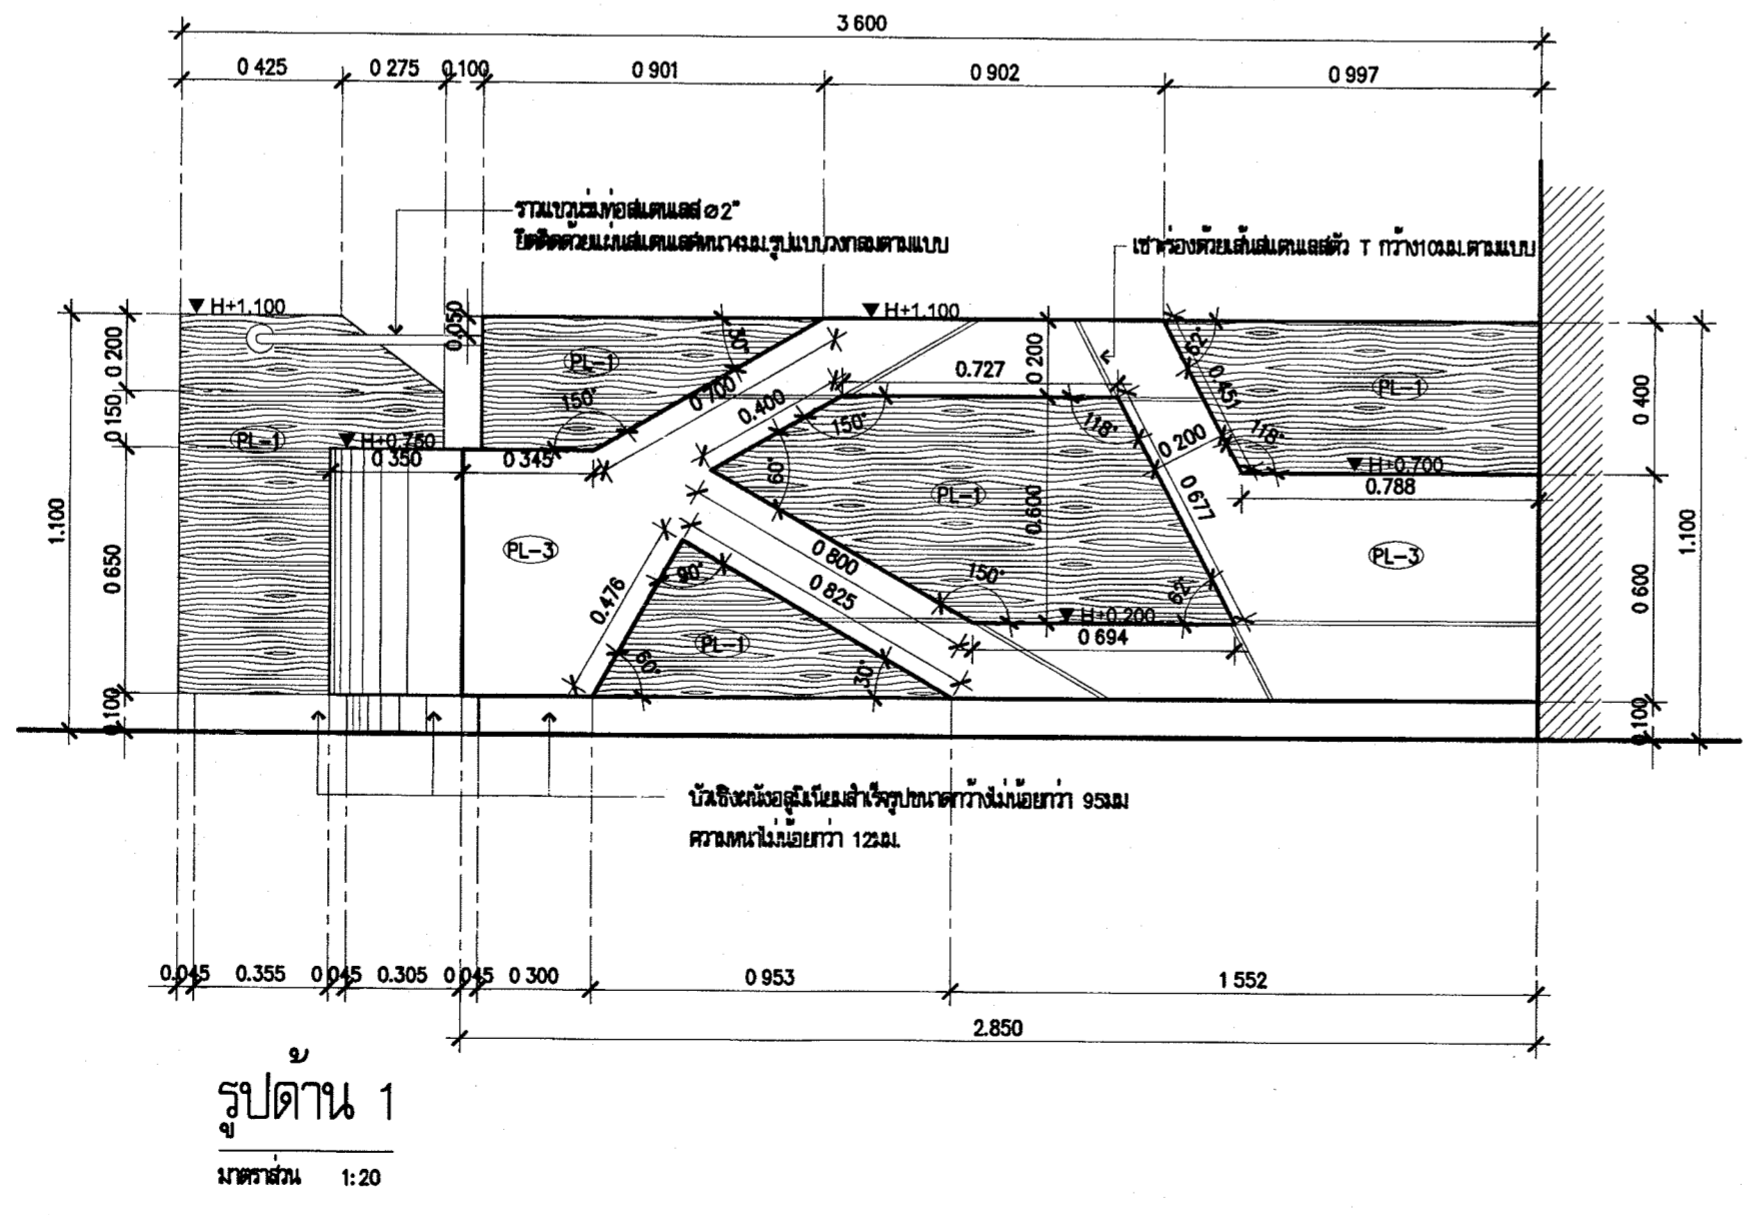 3 600
0 425 0 275 0.100 0 901 0 902 0 997
ราวแขวนร่มท่อสแตนเลส ⌀2"
ยึดติดด้วยแผ่นสแตนเลสหนา4มม.รูปแบบวงกลมตามแบบ
เซาะร่องด้วยเส้นสแตนเลสตัว T กว้าง10มม.ตามแบบ
H+1.100
H+1.100
0.050
0 200
0 150
0 650
0.100
1.100
PL-1
30°
150°
0 700
0.400
0.727
0 200
62°
0 451
PL-1
0 400
PL-1
H+0.750
0 350
0 345
150°
118°
0 200
118°
H+0.700
0.788
60°
PL-1
0.600
0 677
PL-3
PL-3
0 800
0 825
150°
62°
0.476
90°
H+0.200
0 694
PL-1
60°
30°
0 600
0.100
1.100
บัวเชิงผนังอลูมิเนียมสำเร็จรูปขนาดกว้างไม่น้อยกว่า 95มม
ความหนาไม่น้อยกว่า 12มม.
0.045 0.355 0 045 0.305 0 045 0 300 0 953 1 552
2.850
รูปด้าน 1
มาตราส่วน 1:20